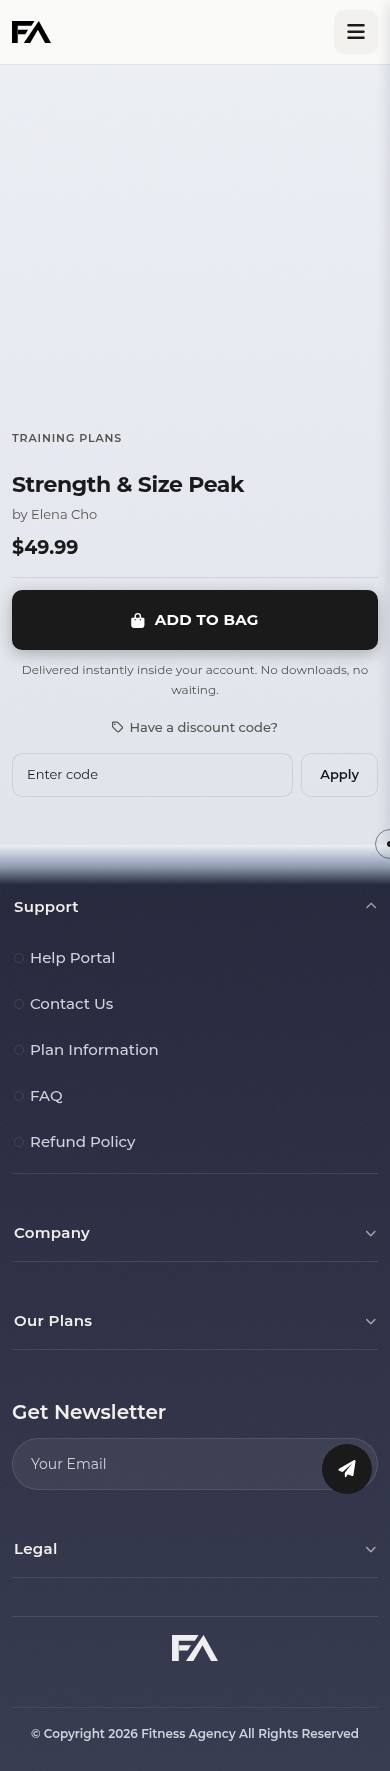 FA
TRAINING PLANS
Strength & Size Peak
by Elena Cho
$49.99
ADD TO BAG
Delivered instantly inside your account. No downloads, no
waiting.
Have a discount code?
Enter code
Apply
Support
Help Portal
Contact Us
Plan Information
FAQ
Refund Policy
Company
Our Plans
Get Newsletter
Your Email
Legal
FA
© Copyright 2026 Fitness Agency All Rights Reserved